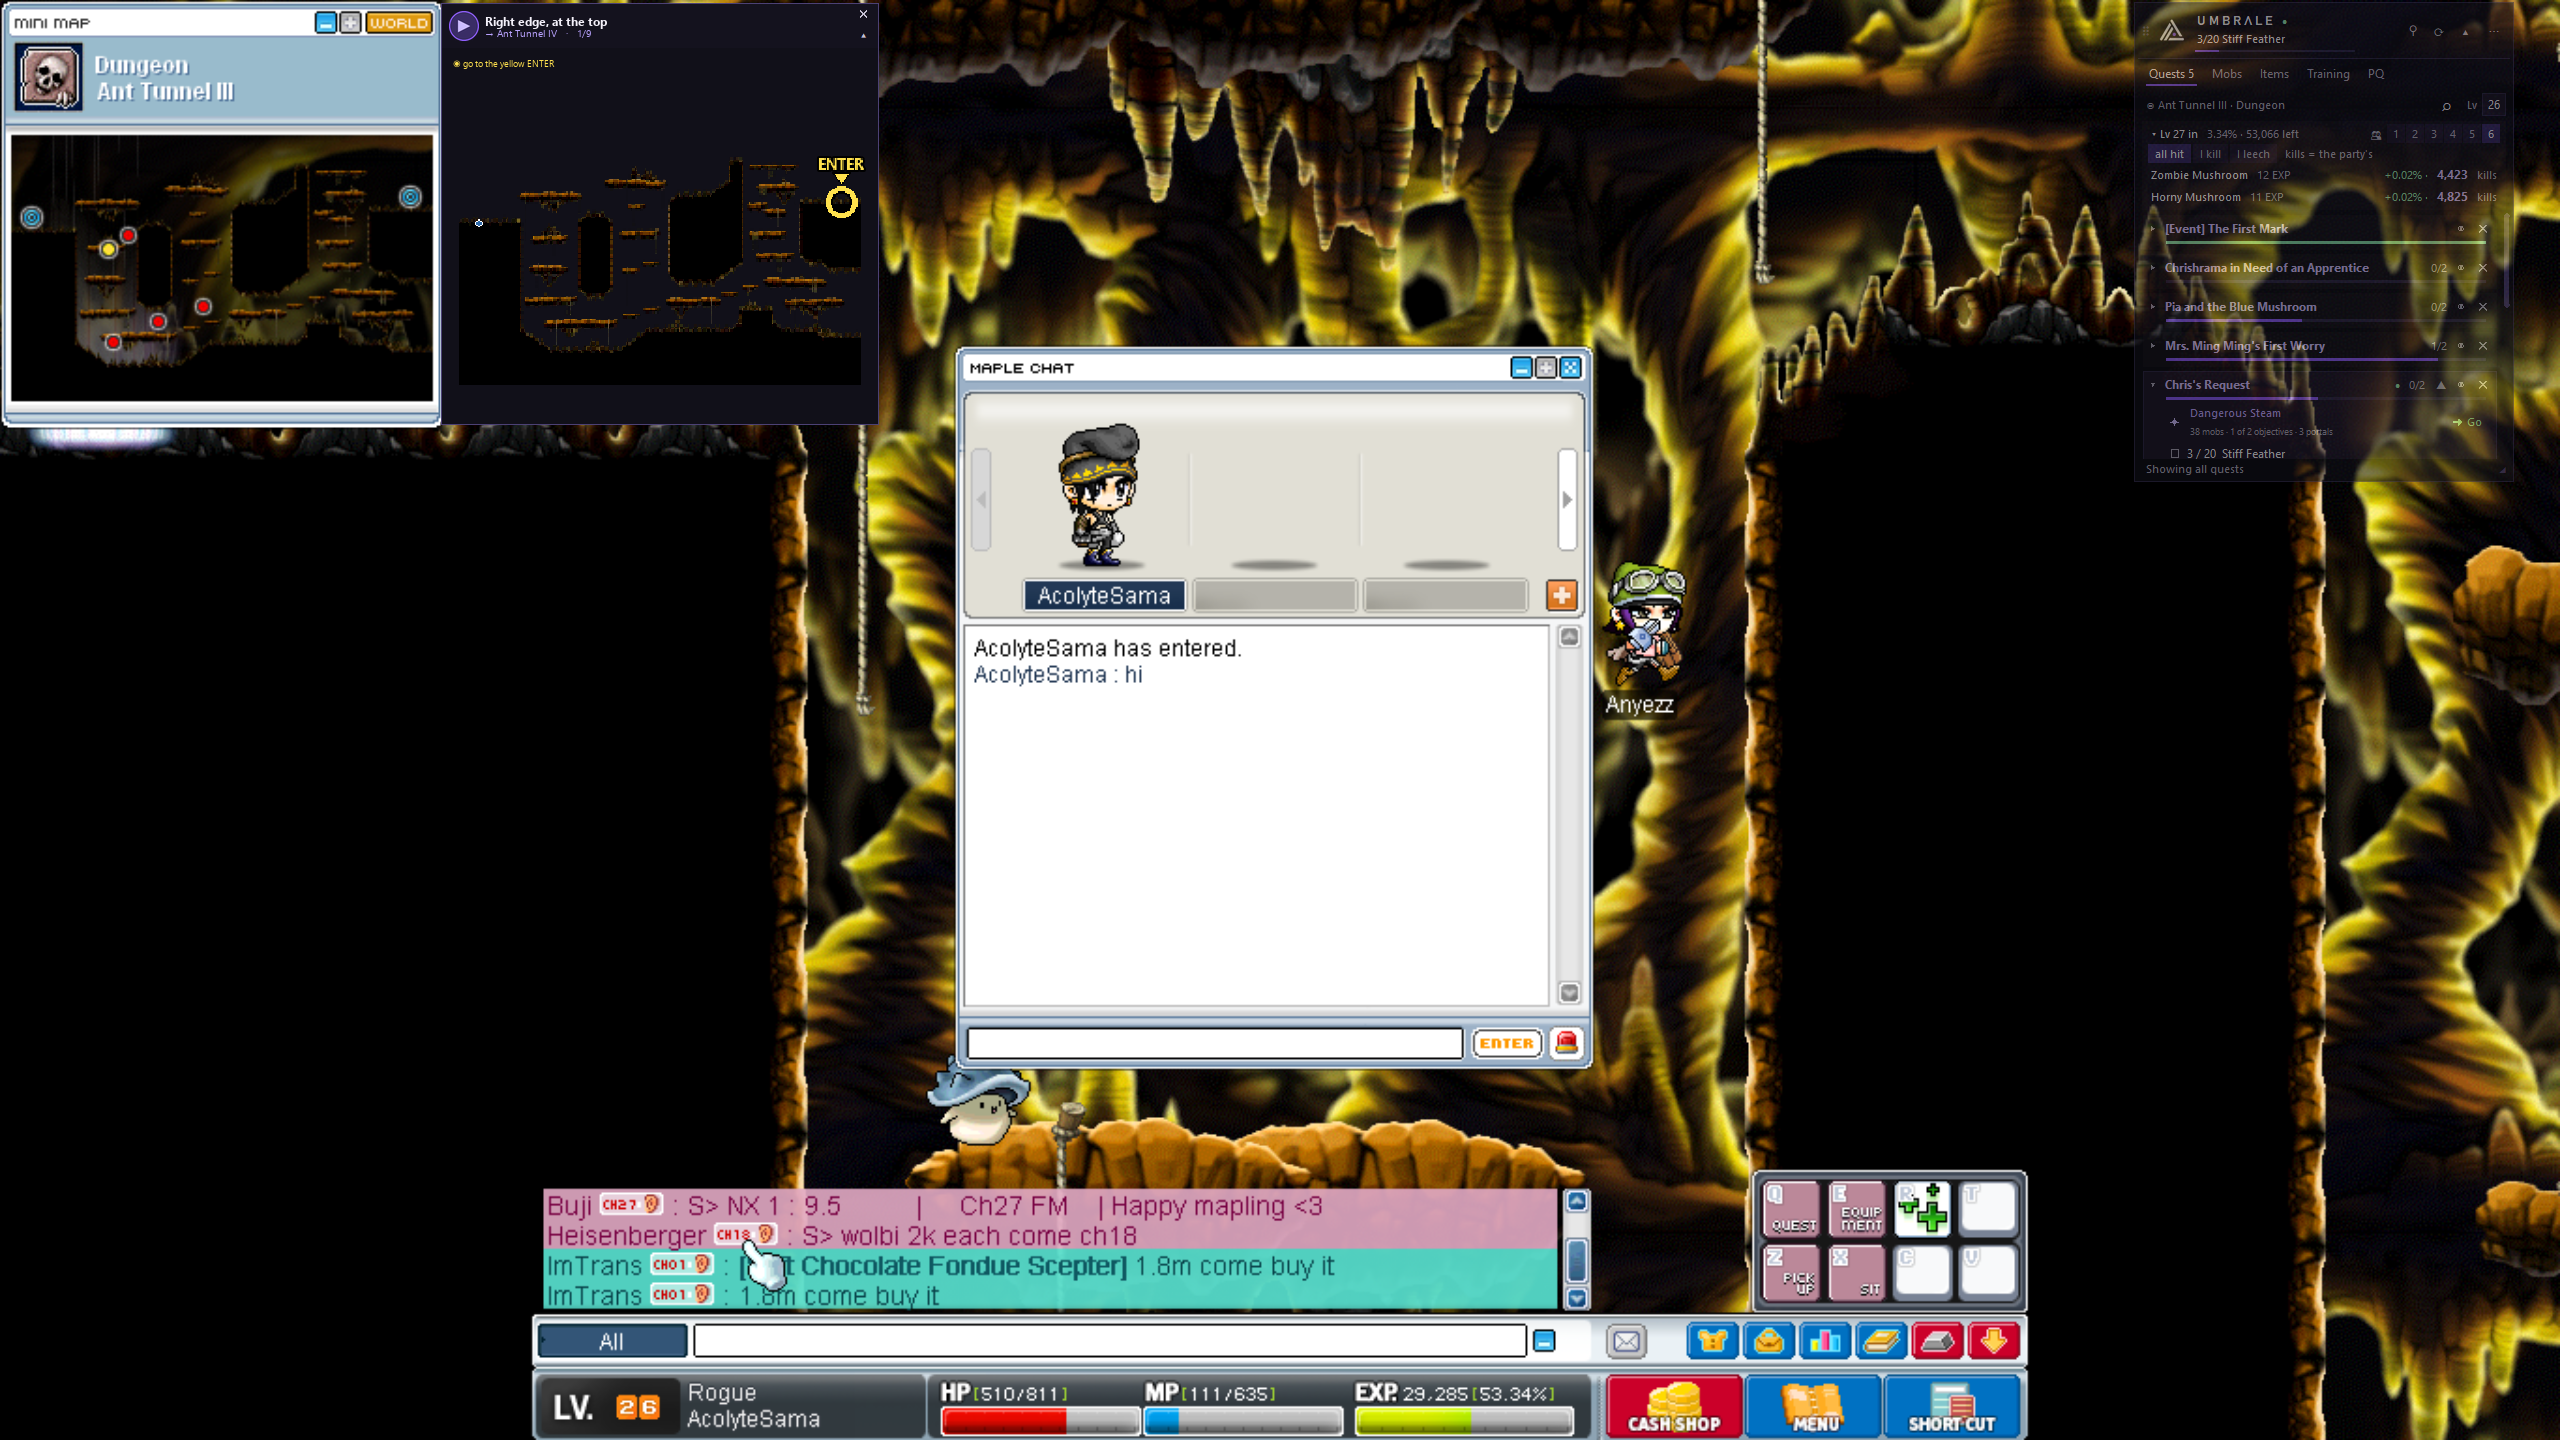 MINI MAP
WORLD
Dungeon
Ant Tunnel III
Right edge, at the top
→ Ant Tunnel IV · 1/9
go to the yellow ENTER
ENTER
UMBRALE
3/20 Stiff Feather
Quests 5 Mobs Items Training PQ
Ant Tunnel III · Dungeon
Lv 26
Lv 27 in 3.34% · 53,066 left
1 2 3 4 5 6
all hit I kill I leech kills = the party's
Zombie Mushroom 12 EXP +0.02% · 4,423 kills
Horny Mushroom 11 EXP +0.02% · 4,825 kills
[Event] The First Mark
Chrishrama in Need of an Apprentice 0/2
Pia and the Blue Mushroom 0/2
Mrs. Ming Ming's First Worry 1/2
Chris's Request 0/2
Dangerous Steam
38 mobs · 1 of 2 objectives · 3 portals
Go
3 / 20 Stiff Feather
Showing all quests
MAPLE CHAT
AcolyteSama
AcolyteSama has entered.
AcolyteSama : hi
ENTER
Anyezz
Buji CH27 : S> NX 1 : 9.5 | Ch27 FM | Happy mapling <3
Heisenberger CH18 : S> wolbi 2k each come ch18
ImTrans CH01 : Chocolate Fondue Scepter] 1.8m come buy it
ImTrans CH01 : 1.8m come buy it
Q QUEST
E EQUIP MENT
R
T
Z PICK UP
X SIT
C
V
All
LV. 26
Rogue
AcolyteSama
HP[510/811]
MP[111/635]
EXP. 29,285[53.34%]
CASH SHOP
MENU
SHORT CUT